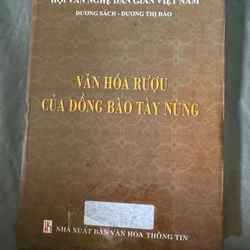 HỘI VĂN NGHỆ DÂN GIAN VIỆT NAM
DƯƠNG SÁCH - DƯƠNG THỊ ĐÀO
VĂN HÓA RƯỢU
CỦA ĐỒNG BÀO TÀY NÙNG
NHÀ XUẤT BẢN VĂN HÓA THÔNG TIN